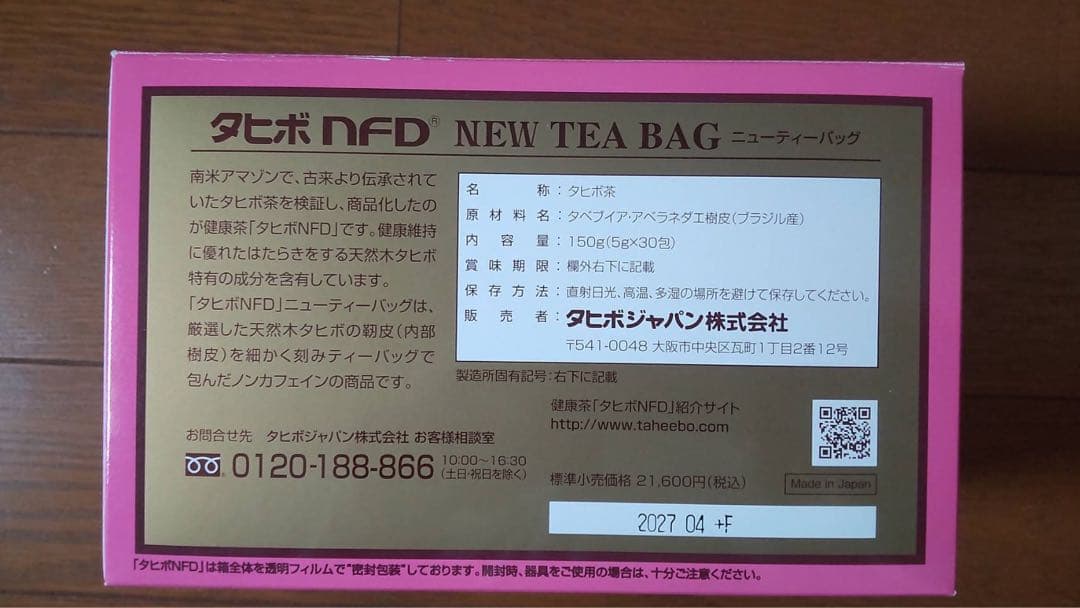 タヒボ NFD® NEW TEA BAG ニューティーバッグ
南米アマゾンで、古来より伝承されて
いたタヒボ茶を検証し、商品化したの
が健康茶「タヒボNFD」です。健康維持
に優れたはたらきをする天然木タヒボ
特有の成分を含有しています。
「タヒボNFD」ニューティーバッグは、
厳選した天然木タヒボの靭皮(内部
樹皮)を細かく刻みティーバッグで
包んだノンカフェインの商品です。
名称:タヒボ茶
原材料名:タベブイア・アベラネダエ樹皮(ブラジル産)
内容量:150g(5g×30包)
賞味期限:欄外右下に記載
保存方法:直射日光、高温、多湿の場所を避けて保存してください。
販売者:タヒボジャパン株式会社
〒541-0048 大阪市中央区瓦町1丁目2番12号
製造所固有記号:右下に記載
健康茶「タヒボNFD」紹介サイト
http://www.taheebo.com
お問合せ先 タヒボジャパン株式会社 お客様相談室
0120-188-866 10:00~16:30
(土日・祝日を除く)
標準小売価格 21,600円(税込)
Made in Japan
2027 04 +F
「タヒボNFD」は箱全体を透明フィルムで"密封包装"しております。開封時、器具をご使用の場合は、十分ご注意ください。